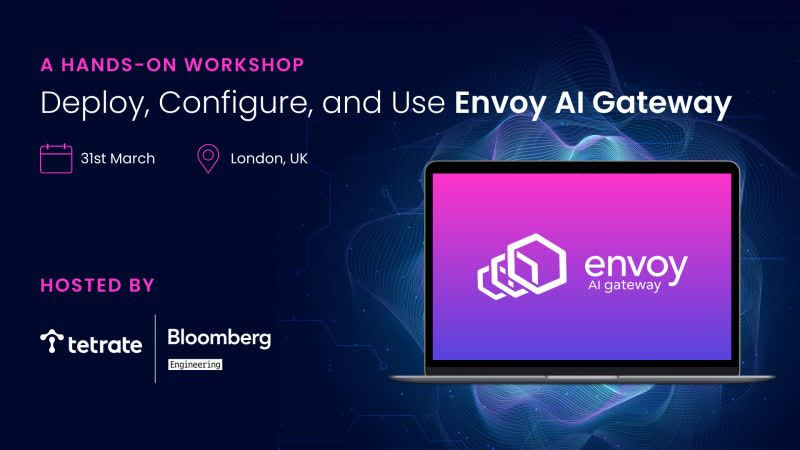 A HANDS-ON WORKSHOP
Deploy, Configure, and Use Envoy AI Gateway
31st March
London, UK
envoy
AI gateway
HOSTED BY
tetrate
Bloomberg
Engineering